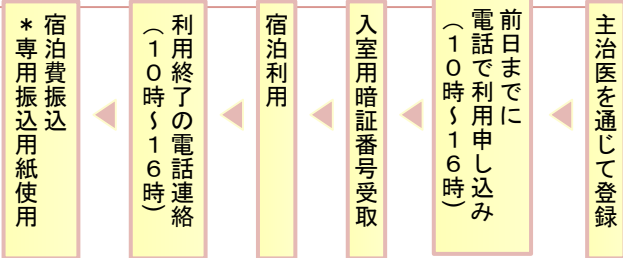 主治医を通じて登録
前日までに
電話で利用申し込み
(10時~16時)
入室用暗証番号受取
宿泊利用
利用終了の電話連絡
(10時~16時)
宿泊費振込
*専用振込用紙使用